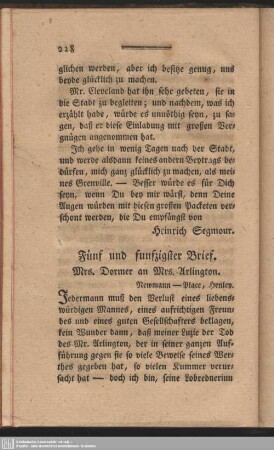 228
glichen werden, aber ich besitze genug, uns
beyde glücklich zu machen.
Mr. Cleveland hat ihn sehr gebeten, sie in
die Stadt zu begleiten; und nachdem, was ich
erzählt habe, würde es unnöthig seyn, zu sa-
gen, daß er diese Einladung mit grossen Ver-
gnügen angenommen hat.
Ich gehe in wenig Tagen nach der Stadt,
und werde alsdann keines andern Beytrags be-
dürfen, mich ganz glücklich zu machen, als mei-
nes Grenville. — Besser würde es für Dich
seyn, wenn Du bey mir wärst, denn Deine
Augen würden mit diesen grossen Packeten ver-
schont werden, die Du empfängst von
Heinrich Segmour.
Fünf und funfzigster Brief.
Mrs. Dormer an Mrs. Arlington.
Newmann — Place, Henley.
Jedermann muß den Verlust eines liebens-
würdigen Mannes, eines aufrichtigen Freun-
des und eines guten Gesellschafters beklagen,
kein Wunder dann, daß meiner Luzie der Tod
des Mr. Arlington, der in seiner ganzen Auf-
führung gegen sie so viele Beweise seines Wer-
thes gegeben hat, so vielen Kummer verur-
sacht hat — doch ich bin, seine Lobrednerinn